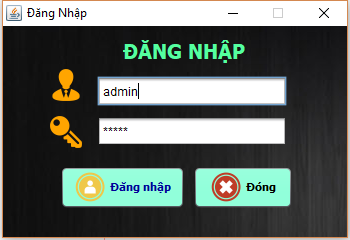 Đăng Nhập
ĐĂNG NHẬP
admin
*****
Đăng nhập
Đóng